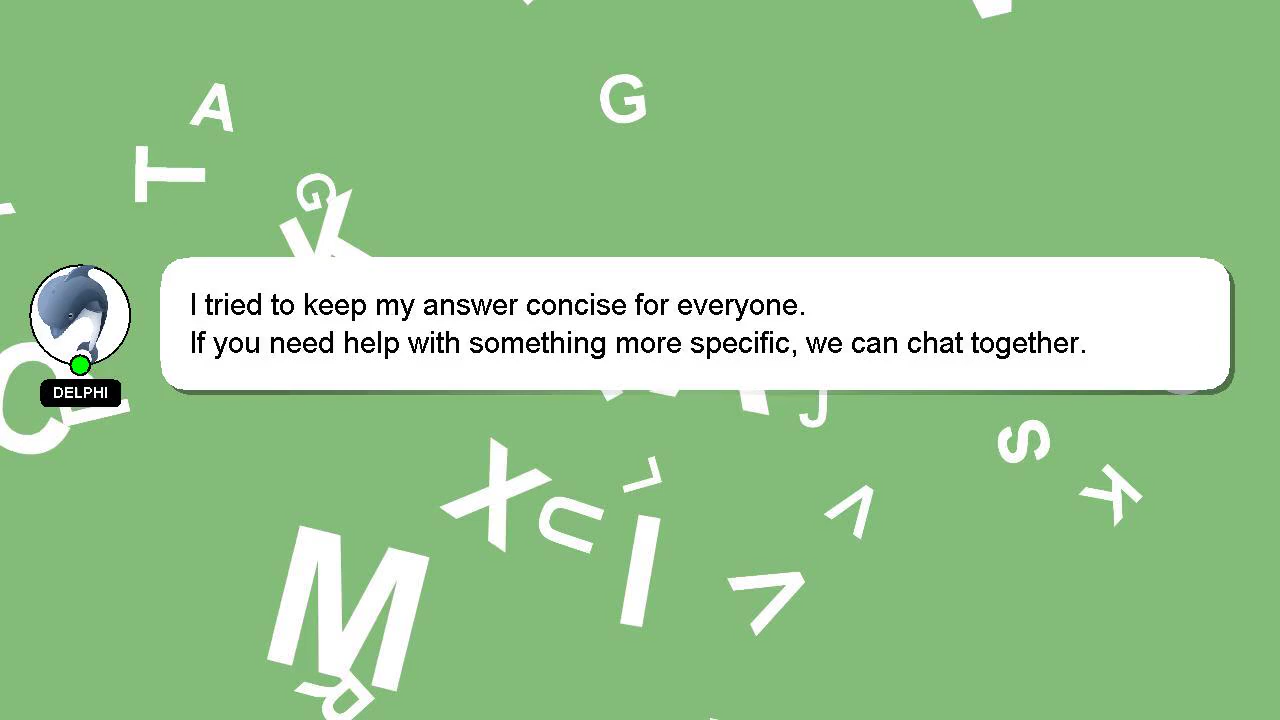 A
G
T
G
K
I tried to keep my answer concise for everyone.
If you need help with something more specific, we can chat together.
DELPHI
C
L
J
S
X
L
K
U
V
I
V
M
R